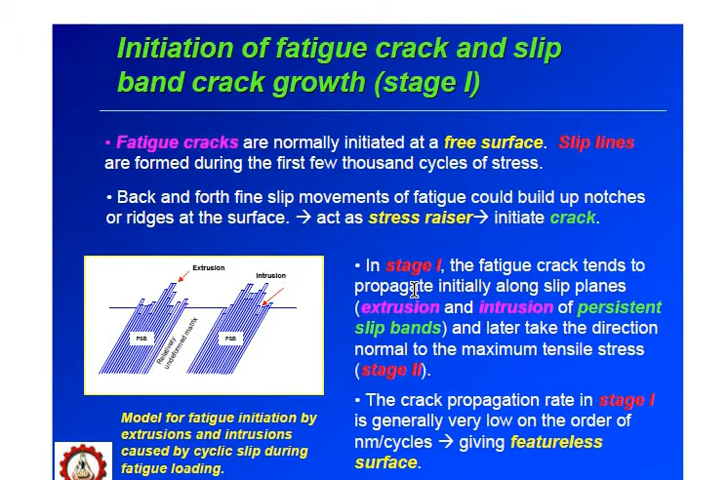 Initiation of fatigue crack and slip
band crack growth (stage I)
• Fatigue cracks are normally initiated at a free surface. Slip lines
are formed during the first few thousand cycles of stress.
• Back and forth fine slip movements of fatigue could build up notches
or ridges at the surface. → act as stress raiser→ initiate crack.
Extrusion
Intrusion
PSB
Relatively
undeformed matrix
PSB
Model for fatigue initiation by
extrusions and intrusions
caused by cyclic slip during
fatigue loading.
• In stage I, the fatigue crack tends to
propagate initially along slip planes
(extrusion and intrusion of persistent
slip bands) and later take the direction
normal to the maximum tensile stress
(stage II).
• The crack propagation rate in stage I
is generally very low on the order of
nm/cycles → giving featureless
surface.